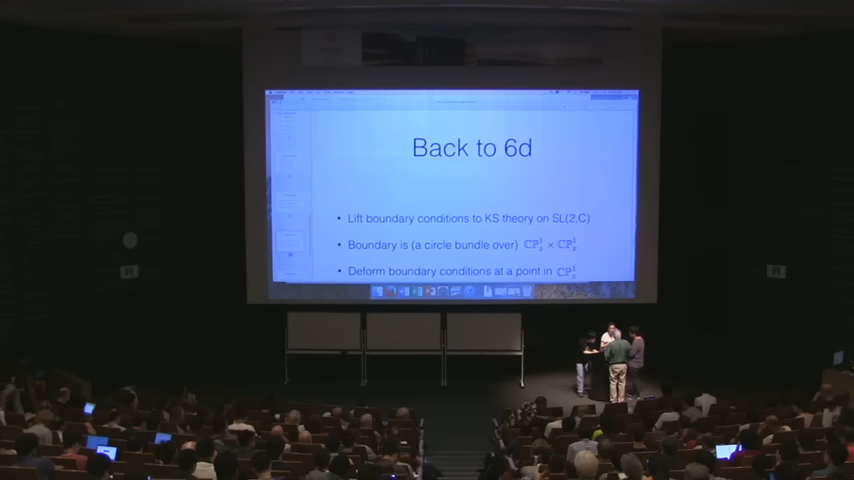 Back to 6d
• Lift boundary conditions to KS theory on SL(2,C)
• Boundary is (a circle bundle over) ℂℙ¹_z × ℂℙ¹_z
• Deform boundary conditions at a point in ℂℙ¹_z